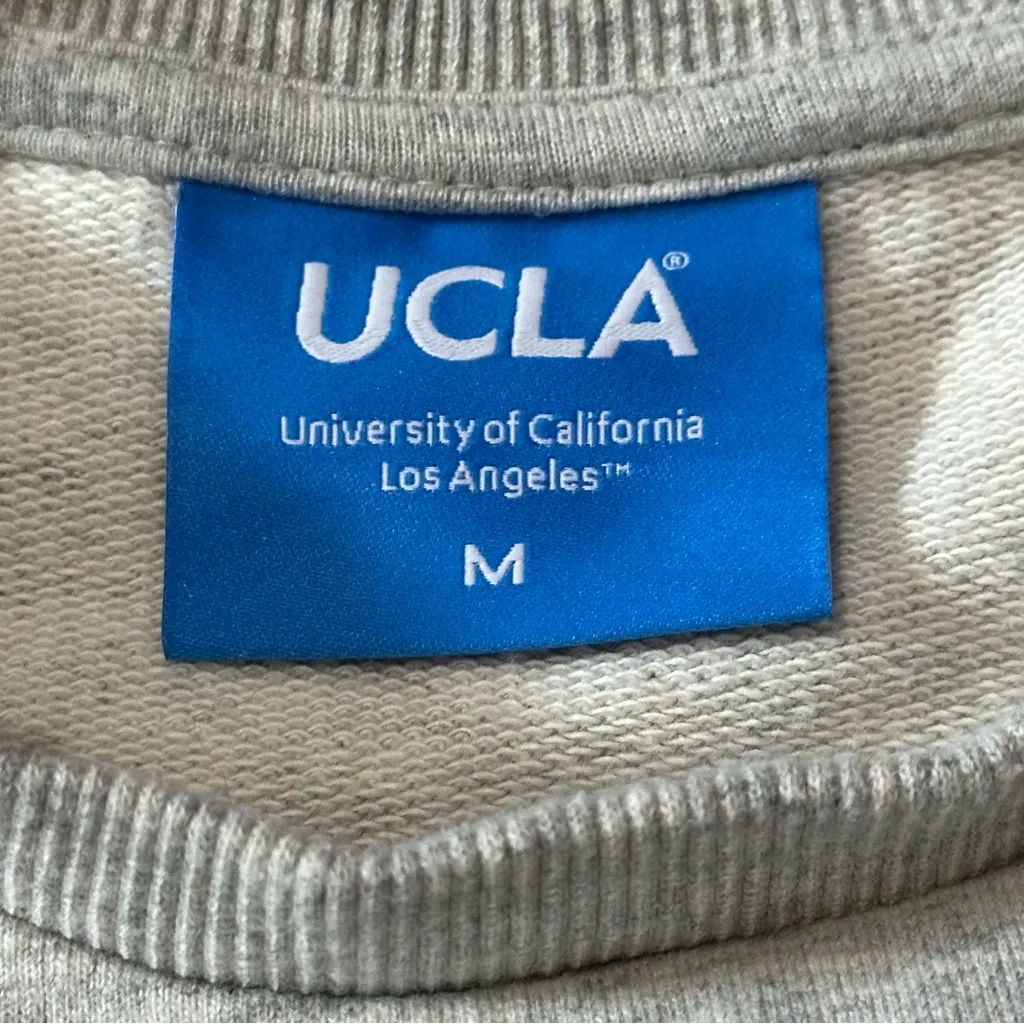 UCLA®
University of California
Los Angeles™
M